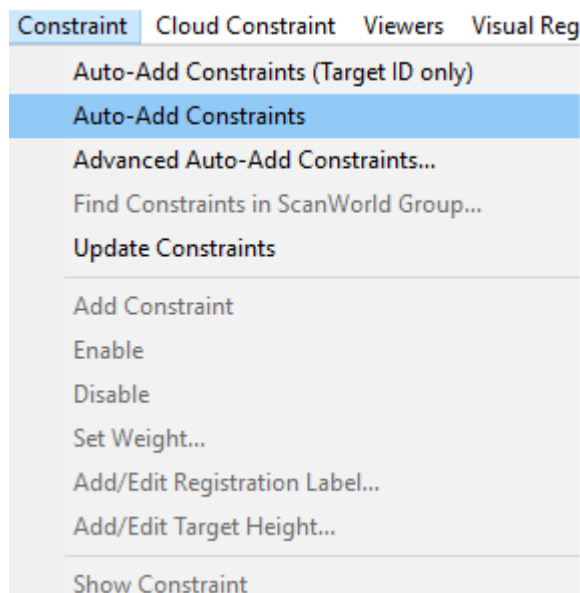 Constraint Cloud Constraint Viewers Visual Reg
Auto-Add Constraints (Target ID only)
Auto-Add Constraints
Advanced Auto-Add Constraints...
Find Constraints in ScanWorld Group...
Update Constraints
Add Constraint
Enable
Disable
Set Weight...
Add/Edit Registration Label...
Add/Edit Target Height...
Show Constraint